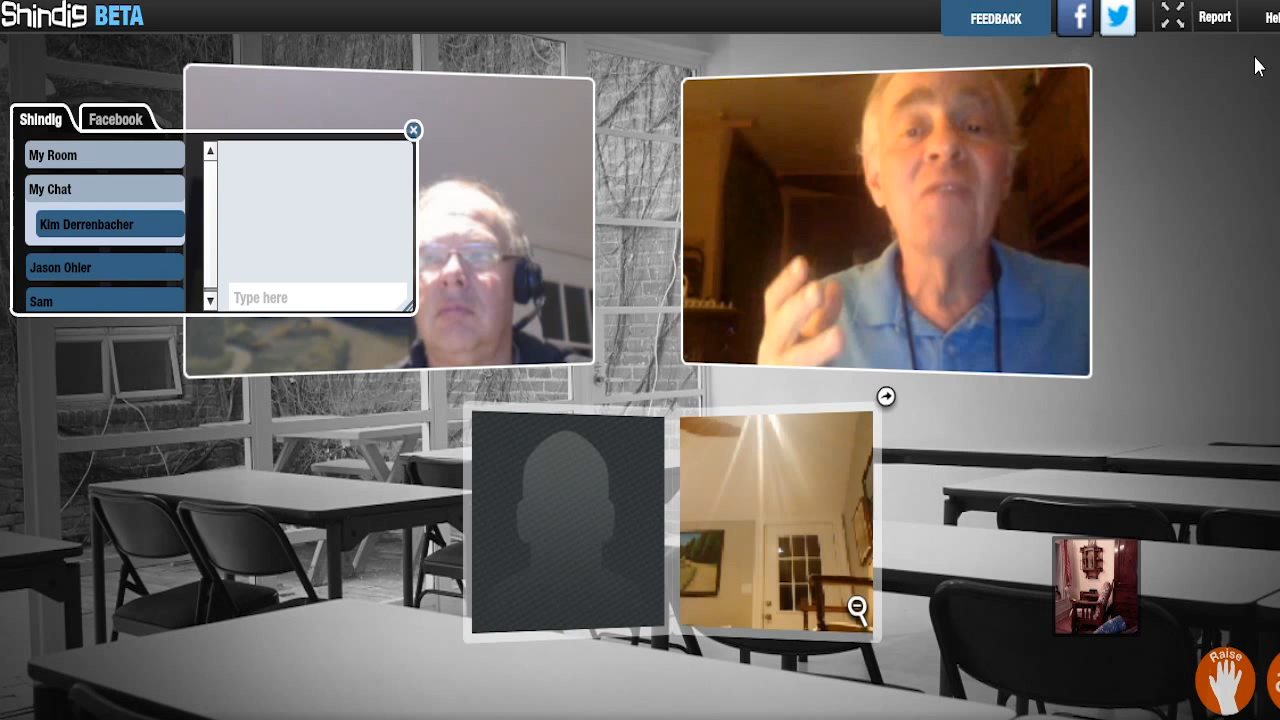 Shindig BETA
FEEDBACK
Report
Shindig
Facebook
My Room
My Chat
Kim Derrenbacher
Jason Ohler
Sam
Type here
Raise